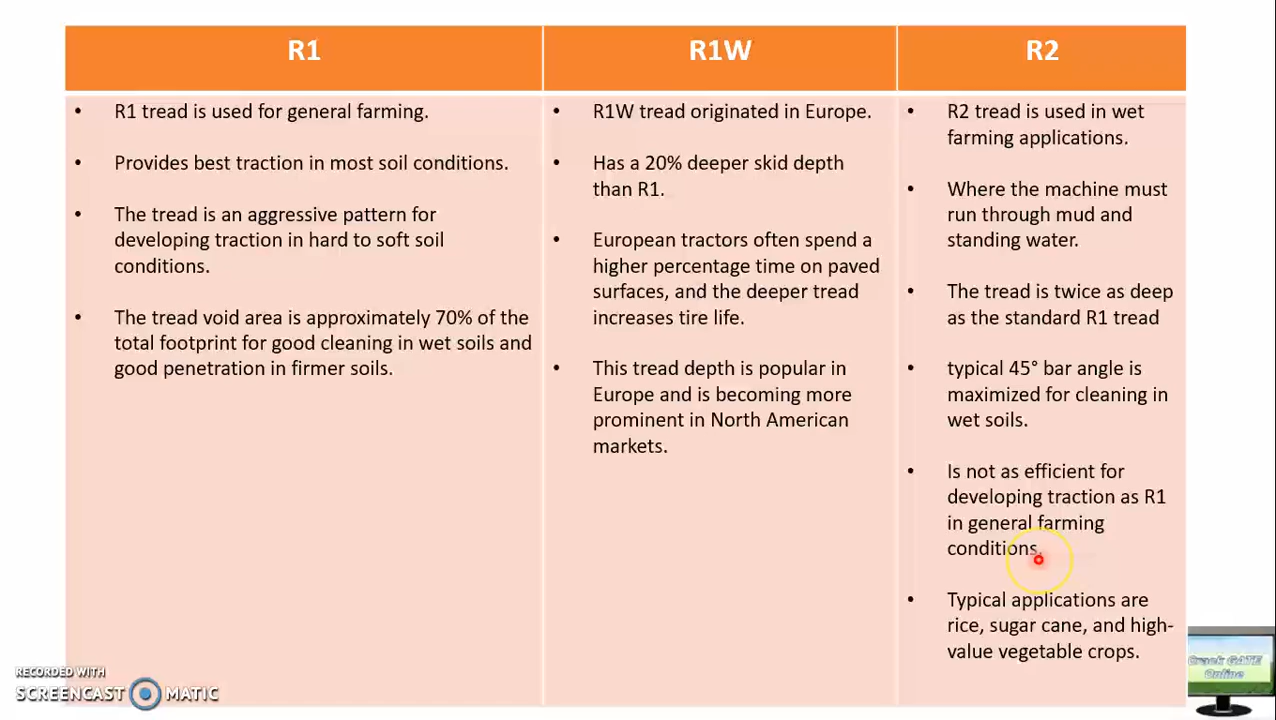 R1
R1W
R2
• R1 tread is used for general farming.
• Provides best traction in most soil conditions.
• The tread is an aggressive pattern for
developing traction in hard to soft soil
conditions.
• The tread void area is approximately 70% of the
total footprint for good cleaning in wet soils and
good penetration in firmer soils.
• R1W tread originated in Europe.
• Has a 20% deeper skid depth
than R1.
• European tractors often spend a
higher percentage time on paved
surfaces, and the deeper tread
increases tire life.
• This tread depth is popular in
Europe and is becoming more
prominent in North American
markets.
• R2 tread is used in wet
farming applications.
• Where the machine must
run through mud and
standing water.
• The tread is twice as deep
as the standard R1 tread
• typical 45° bar angle is
maximized for cleaning in
wet soils.
• Is not as efficient for
developing traction as R1
in general farming
conditions.
• Typical applications are
rice, sugar cane, and high-
value vegetable crops.
RECORDED WITH
SCREENCAST MATIC
Crack GATE
Online